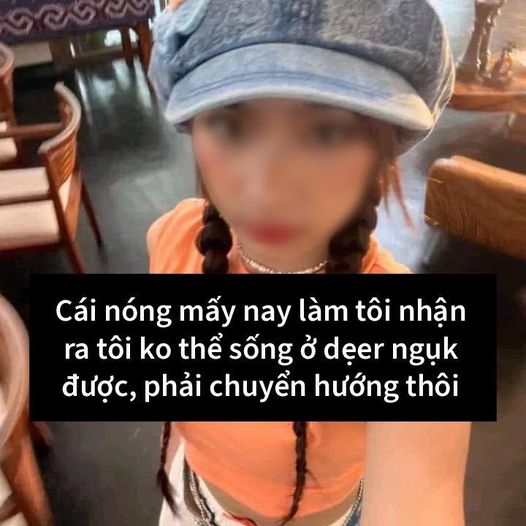 Cái nóng mấy nay làm tôi nhận
ra tôi ko thể sống ở dẹer ngụk
được, phải chuyển hướng thôi